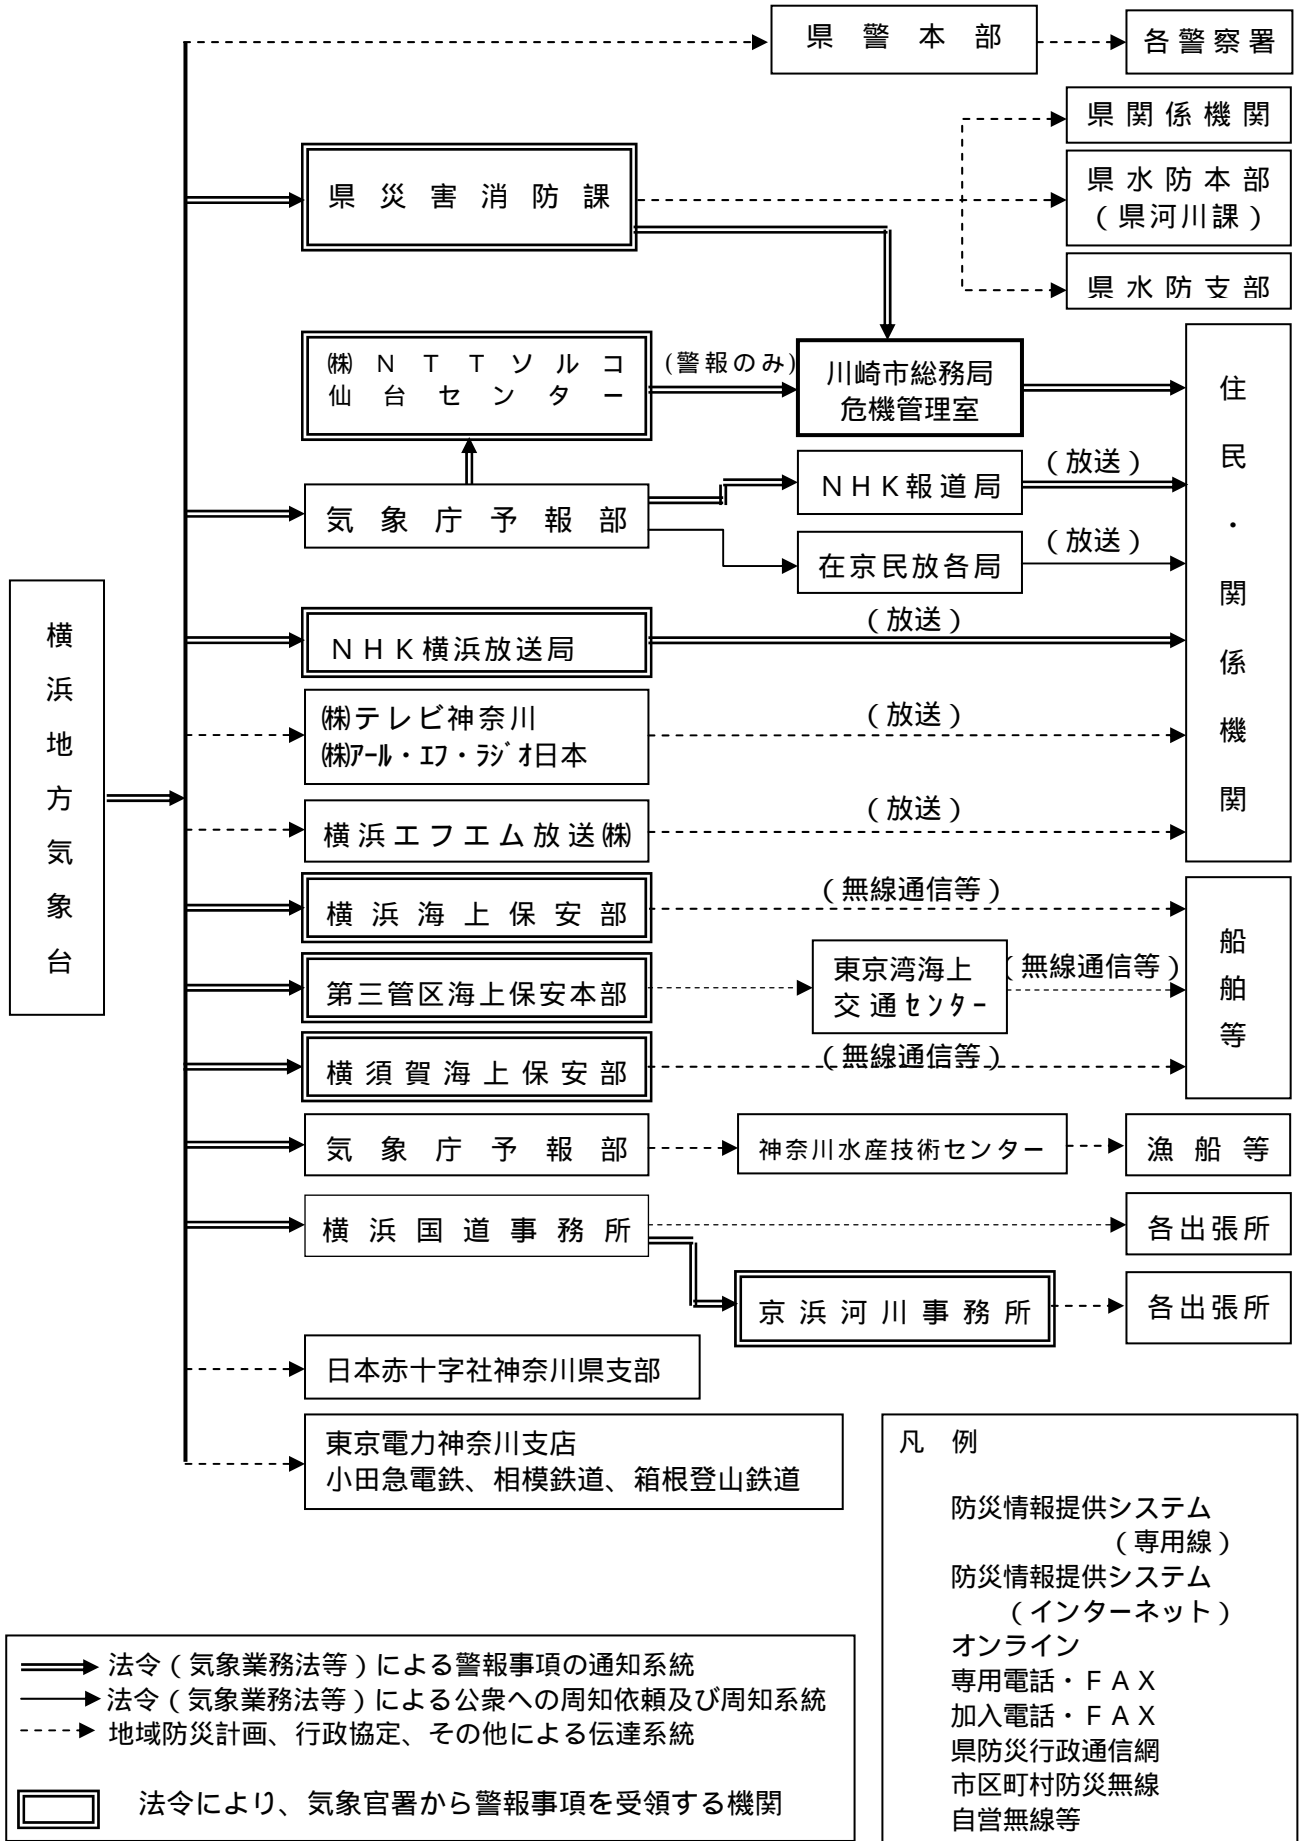 県警本部
各警察署
県関係機関
県災害消防課
県水防本部
（県河川課）
県水防支部
㈱ＮＴＴソルコ
仙台センター
(警報のみ)
川崎市総務局
危機管理室
住民・関係機関
気象庁予報部
ＮＨＫ報道局
（放送）
在京民放各局
（放送）
横浜地方気象台
ＮＨＫ横浜放送局
（放送）
㈱テレビ神奈川
㈱ｱｰﾙ・ｴﾌ・ﾗｼﾞｵ日本
（放送）
横浜エフエム放送㈱
（放送）
横浜海上保安部
（無線通信等）
船舶等
第三管区海上保安本部
東京湾海上
交通ｾﾝﾀｰ
（無線通信等）
横須賀海上保安部
（無線通信等）
気象庁予報部
神奈川水産技術センター
漁船等
横浜国道事務所
各出張所
京浜河川事務所
各出張所
日本赤十字社神奈川県支部
東京電力神奈川支店
小田急電鉄、相模鉄道、箱根登山鉄道
凡例
防災情報提供システム
（専用線）
防災情報提供システム
（インターネット）
オンライン
専用電話・ＦＡＸ
加入電話・ＦＡＸ
県防災行政通信網
市区町村防災無線
自営無線等
法令（気象業務法等）による警報事項の通知系統
法令（気象業務法等）による公衆への周知依頼及び周知系統
地域防災計画、行政協定、その他による伝達系統
法令により、気象官署から警報事項を受領する機関